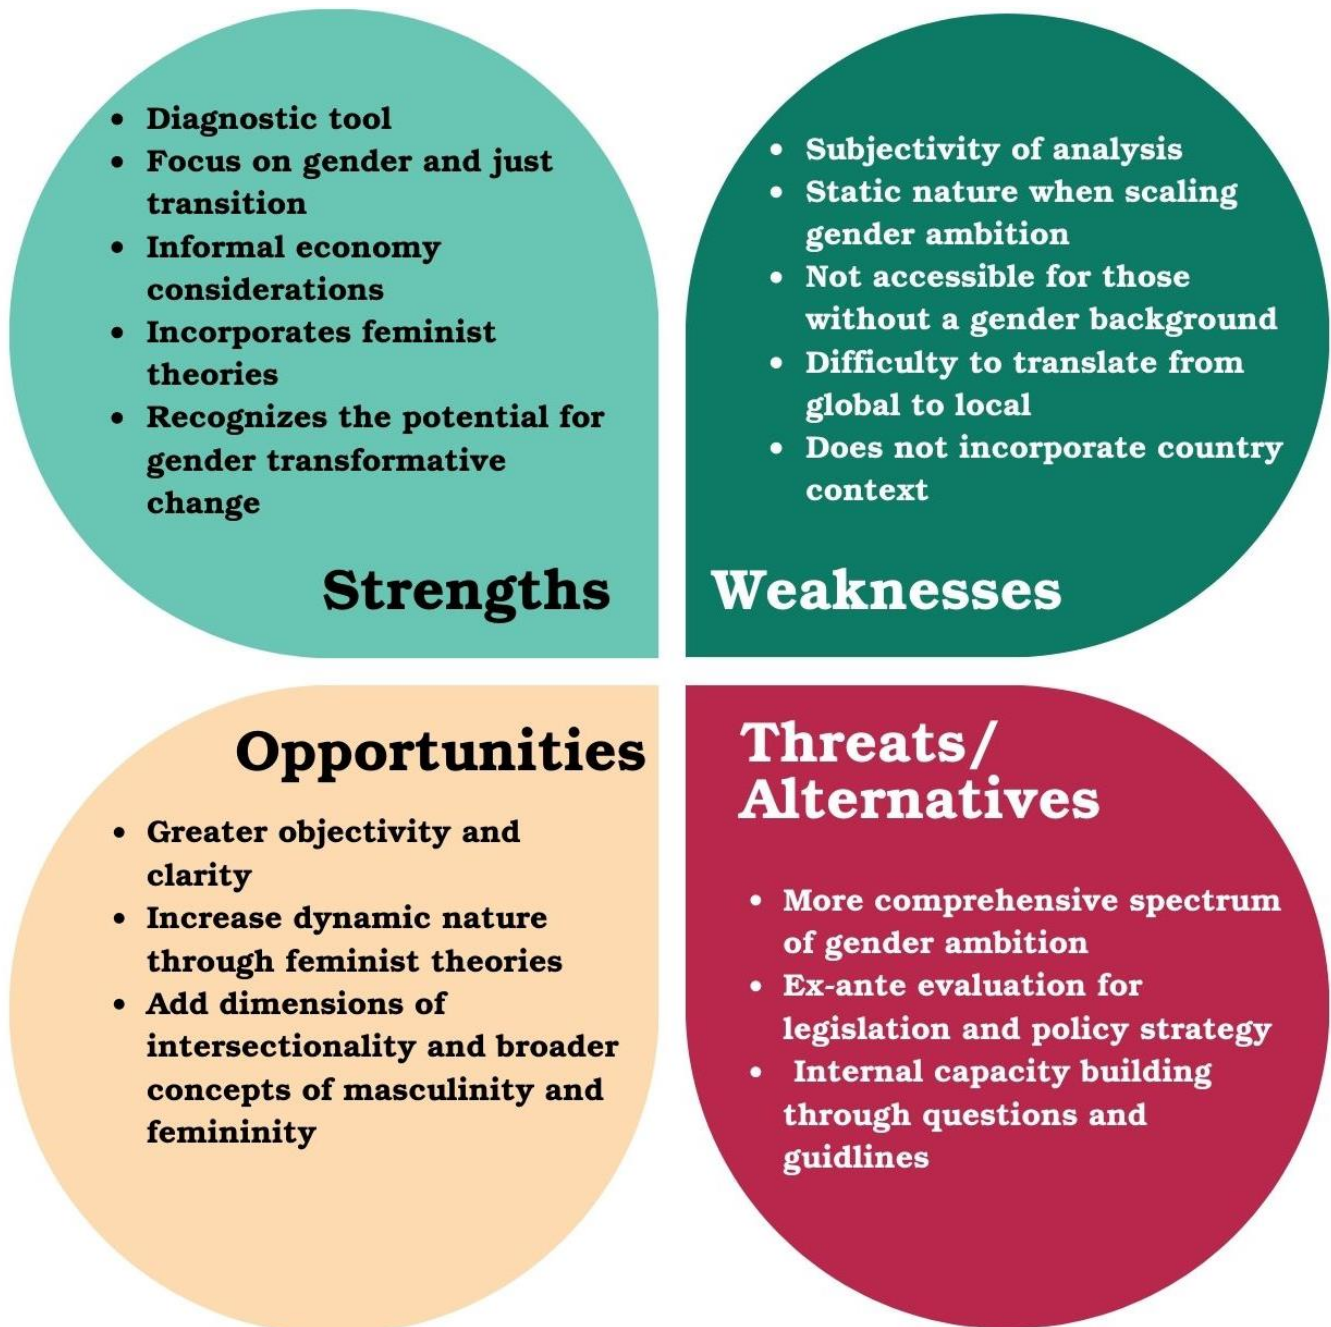 • Diagnostic tool
• Focus on gender and just
transition
• Informal economy
considerations
• Incorporates feminist
theories
• Recognizes the potential for
gender transformative
change
Strengths
• Subjectivity of analysis
• Static nature when scaling
gender ambition
• Not accessible for those
without a gender background
• Difficulty to translate from
global to local
• Does not incorporate country
context
Weaknesses
Opportunities
• Greater objectivity and
clarity
• Increase dynamic nature
through feminist theories
• Add dimensions of
intersectionality and broader
concepts of masculinity and
femininity
Threats/
Alternatives
• More comprehensive spectrum
of gender ambition
• Ex-ante evaluation for
legislation and policy strategy
• Internal capacity building
through questions and
guidlines